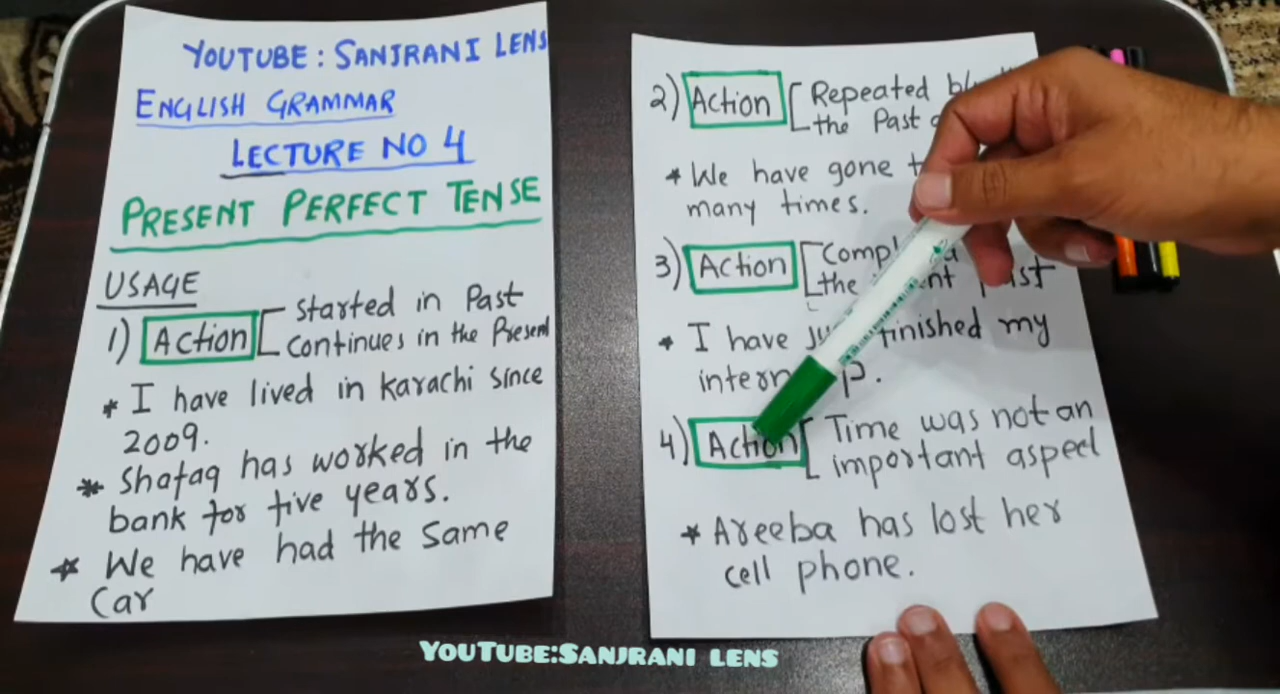 YOUTUBE: SANJRANI LENS
ENGLISH GRAMMAR
LECTURE NO 4
PRESENT PERFECT TENSE
USAGE
1) Action [ started in Past
continues in the Present
* I have lived in Karachi since
2009.
* Shafaq has worked in the
bank for five years.
* We have had the same
car
2) Action [ Repeated
the Past
* We have gone
many times.
3) Action [
the past
* I have finished my
4) Action [ Time was not an
important aspect
* Areeba has lost her
cell phone.
YOUTUBE:SANJRANI LENS